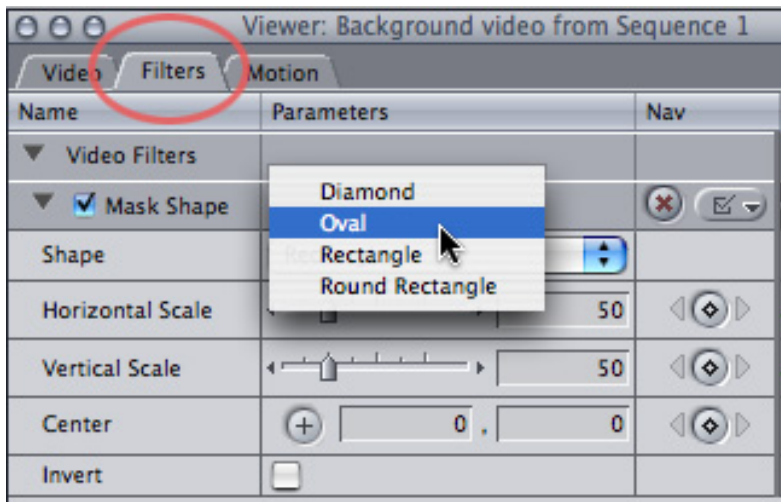 Viewer: Background video from Sequence 1
Video Filters Motion
Name Parameters Nav
Video Filters
Mask Shape
Diamond
Oval
Rectangle
Round Rectangle
Shape
Horizontal Scale 50
Vertical Scale 50
Center 0 , 0
Invert